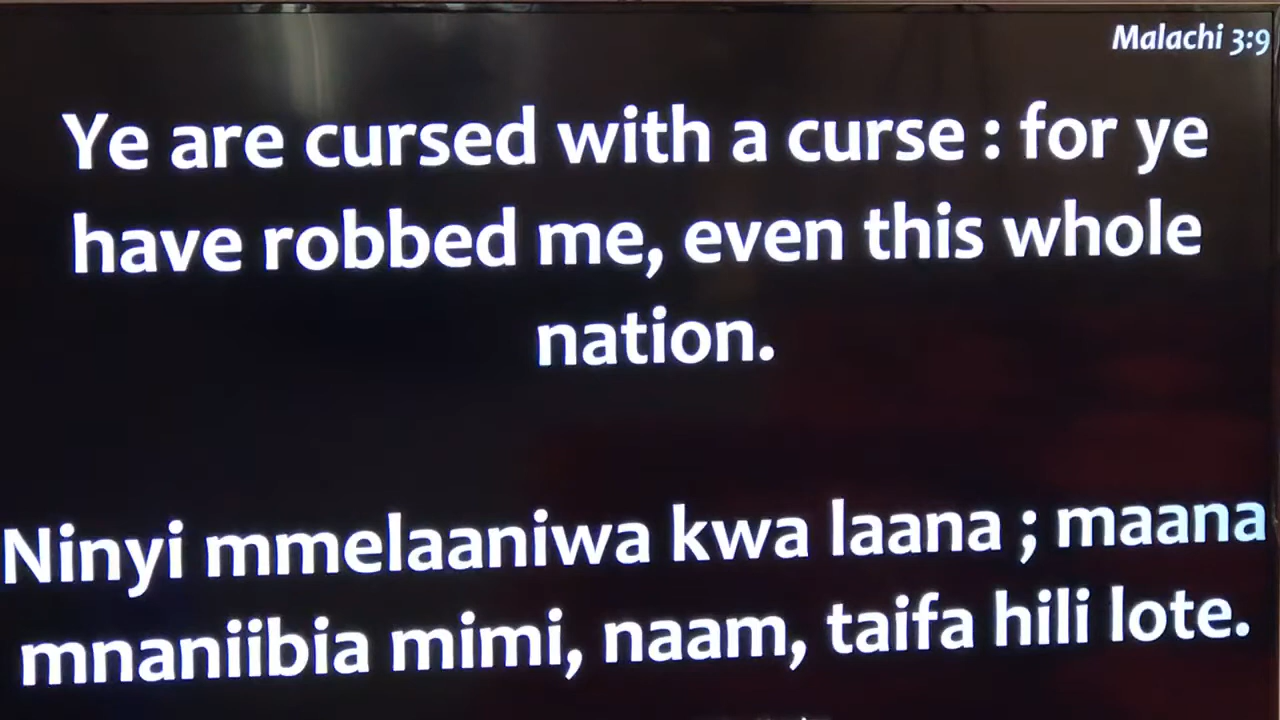 Malachi 3:9
Ye are cursed with a curse : for ye
have robbed me, even this whole
nation.
Ninyi mmelaaniwa kwa laana ; maana
mnaniibia mimi, naam, taifa hili lote.